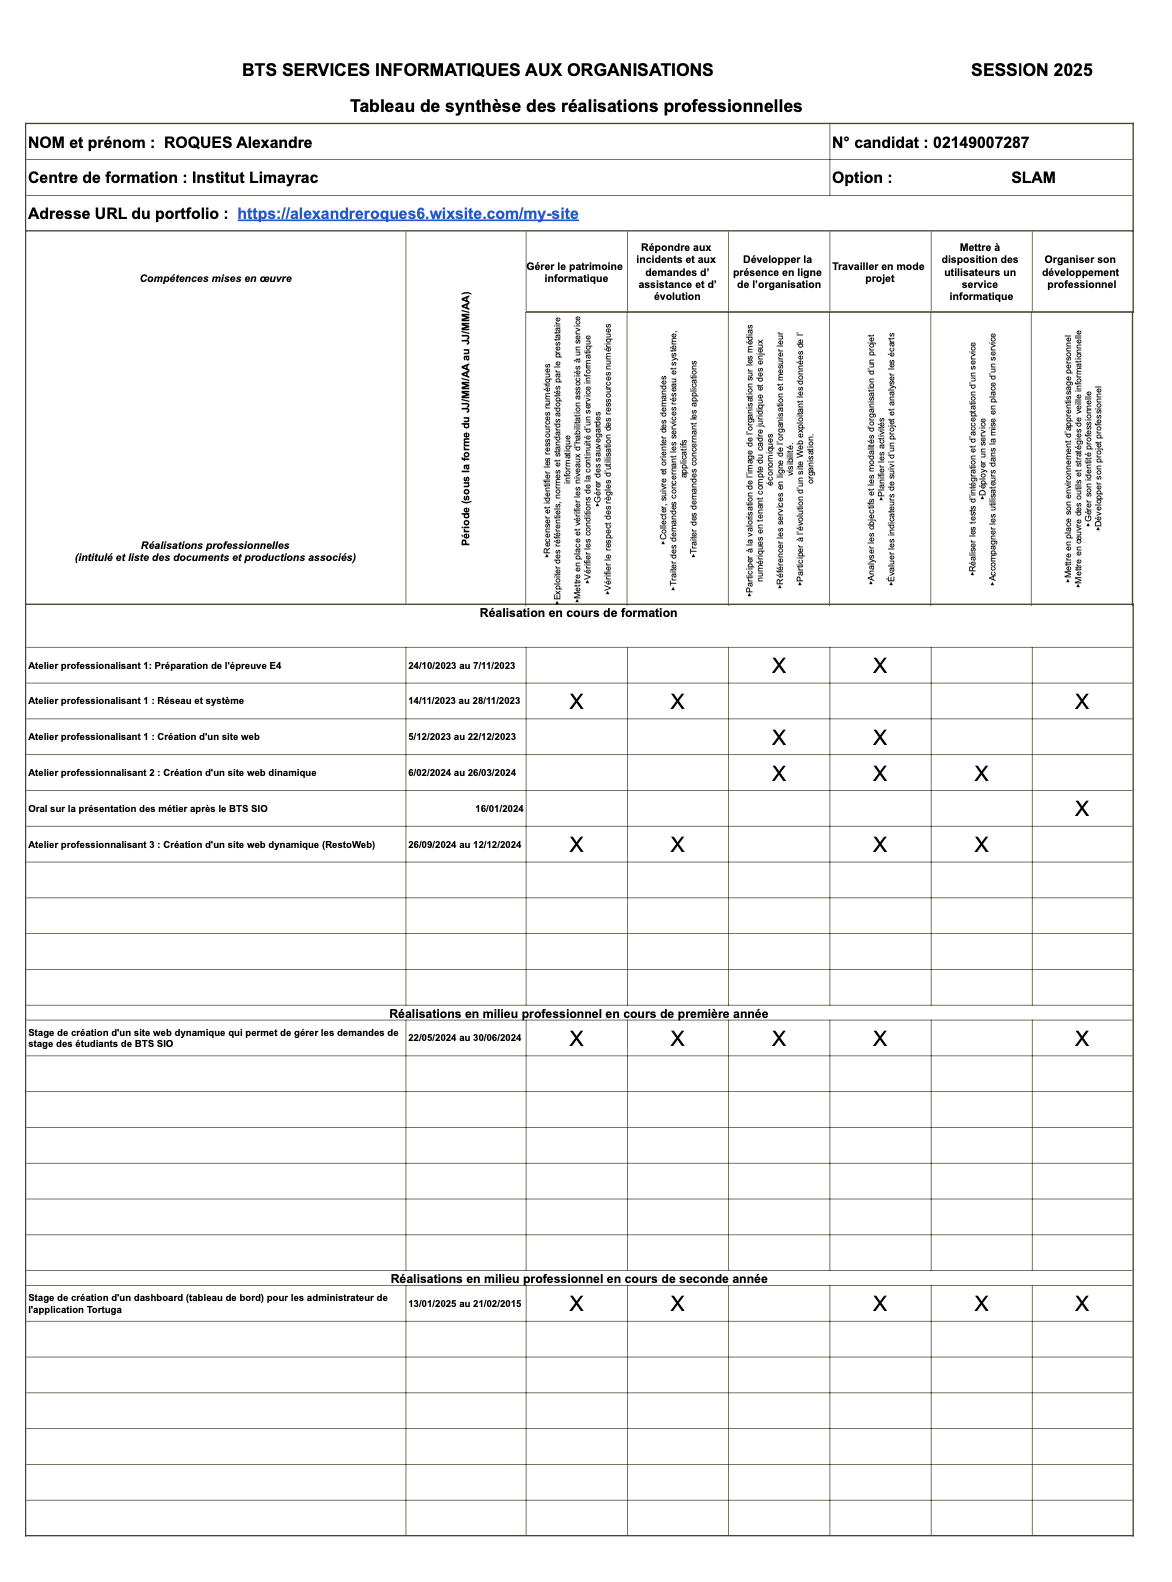 BTS SERVICES INFORMATIQUES AUX ORGANISATIONS SESSION 2025
Tableau de synthèse des réalisations professionnelles
NOM et prénom : ROQUES Alexandre N° candidat : 02149007287
Centre de formation : Institut Limayrac Option : SLAM
Adresse URL du portfolio : https://alexandreroques6.wixsite.com/my-site
Compétences mises en œuvre
Réalisations professionnelles
(intitulé et liste des documents et productions associés)
Période (sous la forme du JJ/MM/AA au JJ/MM/AA)
Gérer le patrimoine
informatique
Répondre aux
incidents et aux
demandes d'
assistance et d'
évolution
Développer la
présence en ligne
de l'organisation
Travailler en mode
projet
Mettre à
disposition des
utilisateurs un
service
informatique
Organiser son
développement
professionnel
‣Recenser et identifier les ressources numériques
‣Exploiter des référentiels, normes et standards adoptés par le prestataire
informatique
‣Mettre en place et vérifier les niveaux d'habilitation associés à un service
‣Vérifier les conditions de la continuité d'un service informatique
‣Gérer des sauvegardes
‣Vérifier le respect des règles d'utilisation des ressources numériques
‣Collecter, suivre et orienter des demandes
‣Traiter des demandes concernant les services réseau et système,
applicatifs
‣Traiter des demandes concernant les applications
‣Participer à la valorisation de l'image de l'organisation sur les médias
numériques en tenant compte du cadre juridique et des enjeux
économiques
‣Référencer les services en ligne de l'organisation et mesurer leur
visibilité.
‣Participer à l'évolution d'un site Web exploitant les données de l'
organisation.
‣Analyser les objectifs et les modalités d'organisation d'un projet
‣Planifier les activités
‣Évaluer les indicateurs de suivi d'un projet et analyser les écarts
‣Réaliser les tests d'intégration et d'acceptation d'un service
‣Déployer un service
‣Accompagner les utilisateurs dans la mise en place d'un service
‣Mettre en place son environnement d'apprentissage personnel
‣Mettre en œuvre des outils et stratégies de veille informationnelle
‣Gérer son identité professionnelle
‣Développer son projet professionnel
Réalisation en cours de formation
Atelier professionalisant 1: Préparation de l'épreuve E4 24/10/2023 au 7/11/2023 X X
Atelier professionalisant 1 : Réseau et système 14/11/2023 au 28/11/2023 X X X
Atelier professionalisant 1 : Création d'un site web 5/12/2023 au 22/12/2023 X X
Atelier professionnalisant 2 : Création d'un site web dinamique 6/02/2024 au 26/03/2024 X X X
Oral sur la présentation des métier après le BTS SIO 16/01/2024 X
Atelier professionnalisant 3 : Création d'un site web dynamique (RestoWeb) 26/09/2024 au 12/12/2024 X X X X
Réalisations en milieu professionnel en cours de première année
Stage de création d'un site web dynamique qui permet de gérer les demandes de
stage des étudiants de BTS SIO 22/05/2024 au 30/06/2024 X X X X X
Réalisations en milieu professionnel en cours de seconde année
Stage de création d'un dashboard (tableau de bord) pour les administrateur de
l'application Tortuga 13/01/2025 au 21/02/2015 X X X X X